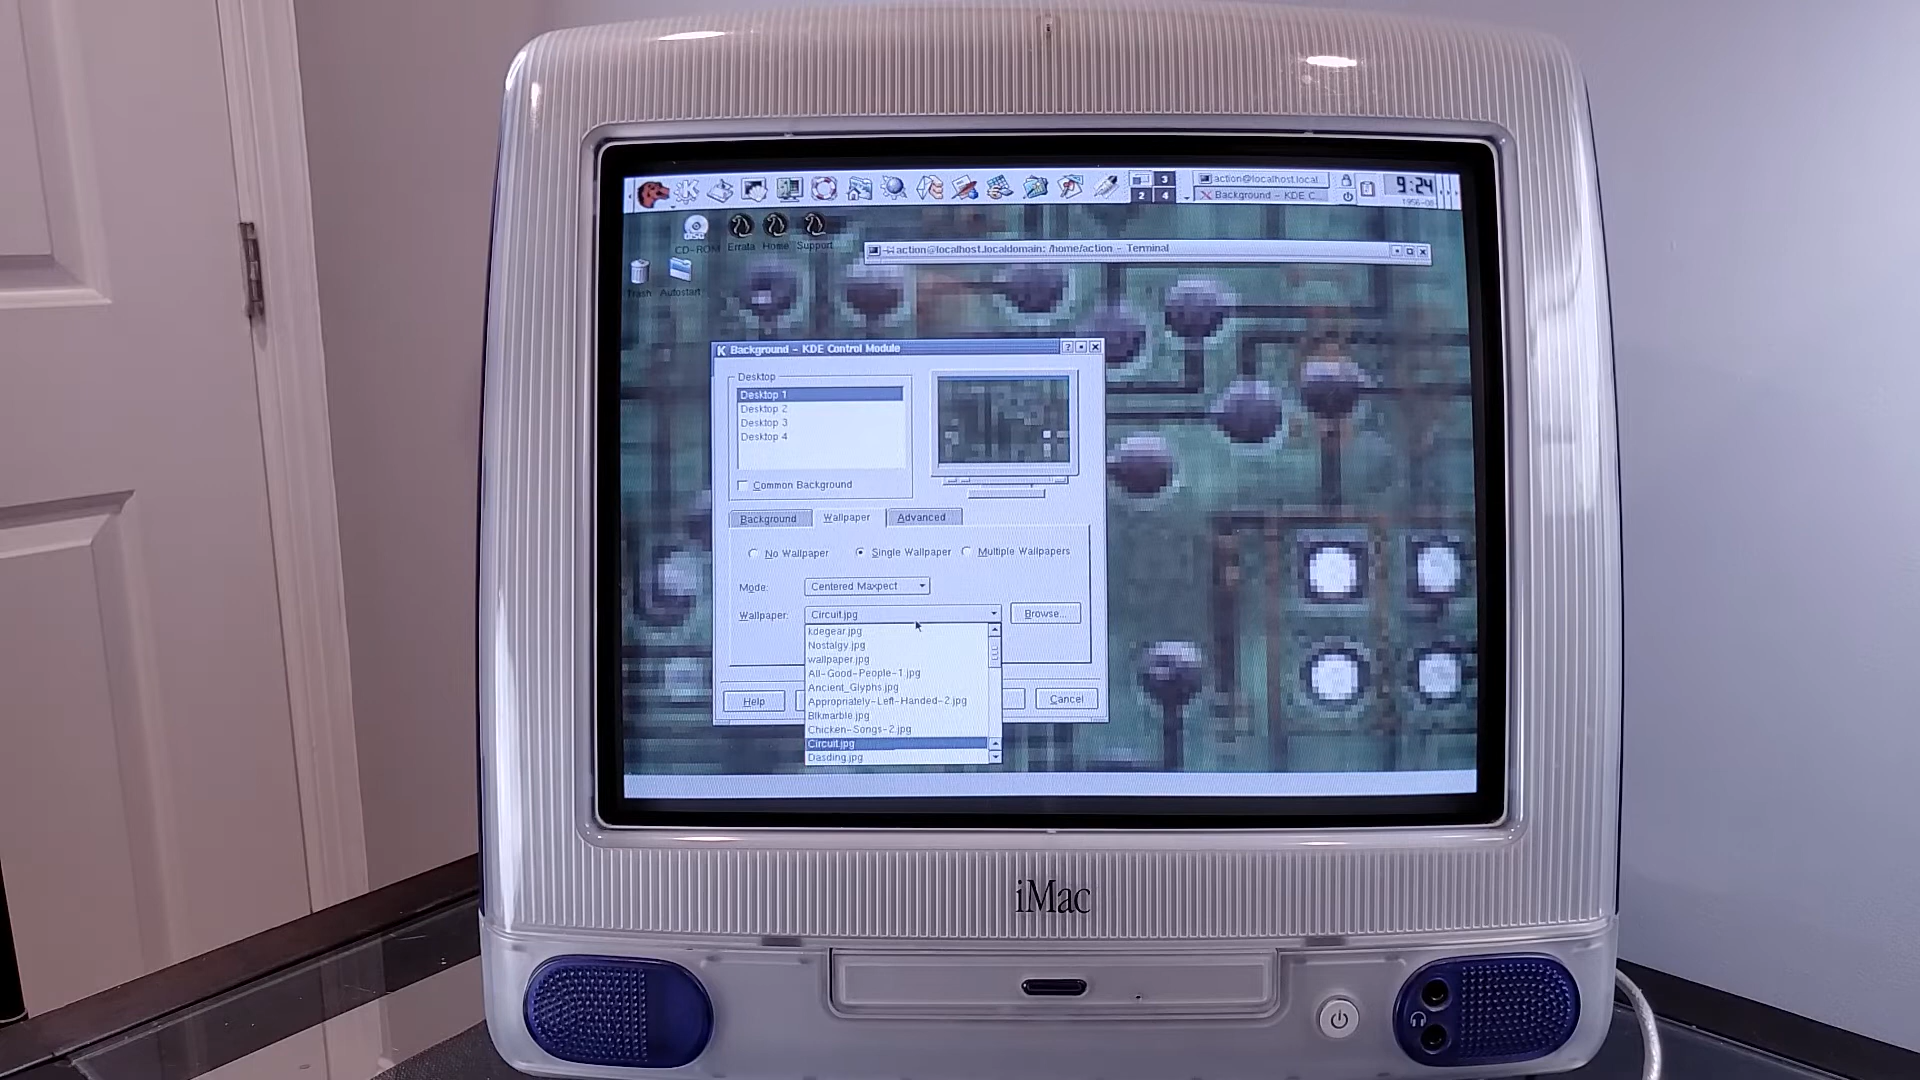 3
2 4
action@localhost.local
Background - KDE C...
9:24
CD-ROM Errata Home Support
Trash Autostart
action@localhost.localdomain: /home/action - Terminal
Background - KDE Control Module
Desktop
Desktop 1
Desktop 2
Desktop 3
Desktop 4
Common Background
Background Wallpaper Advanced
No Wallpaper Single Wallpaper Multiple Wallpapers
Mode: Centered Maxpect
Wallpaper: Circuit.jpg Browse...
kdegear.jpg
Nostalgy.jpg
wallpaper.jpg
All-Good-People-1.jpg
Ancient_Glyphs.jpg
Appropriately-Left-Handed-2.jpg
Blkmarble.jpg
Chicken-Songs-2.jpg
Circuit.jpg
Dasding.jpg
Help Cancel
iMac